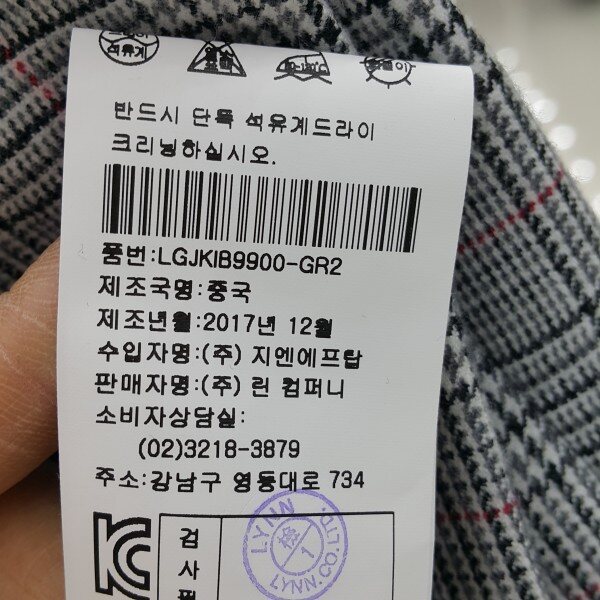 석유계
반드시 단독 석유계드라이
크리닝하십시오.
품번:LGJKIB9900-GR2
제조국명:중국
제조년월:2017년 12월
수입자명:(주) 지엔에프탑
판매자명:(주) 린 컴퍼니
소비자상담실:
(02)3218-3879
주소:강남구 영동대로 734
검
사
LYNN
1
LYNN.CO.LTD.